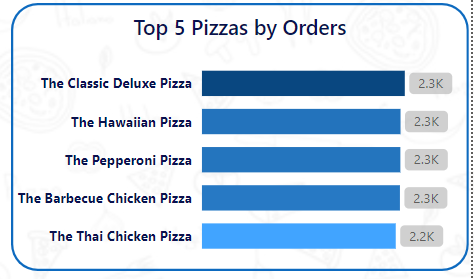 Top 5 Pizzas by Orders
The Classic Deluxe Pizza 2.3K
The Hawaiian Pizza 2.3K
The Pepperoni Pizza 2.3K
The Barbecue Chicken Pizza 2.3K
The Thai Chicken Pizza 2.2K